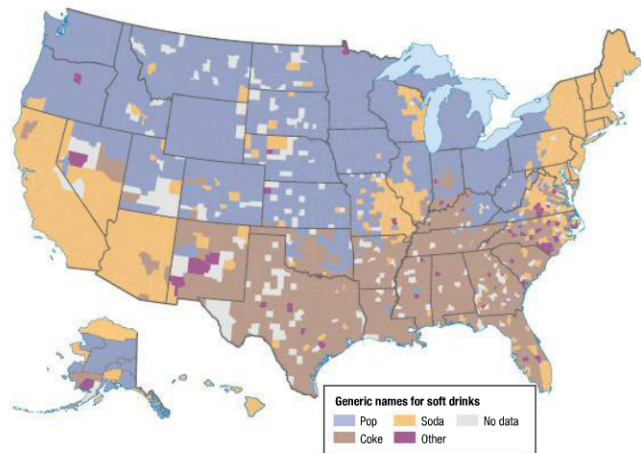 Generic names for soft drinks
Pop Soda No data
Coke Other